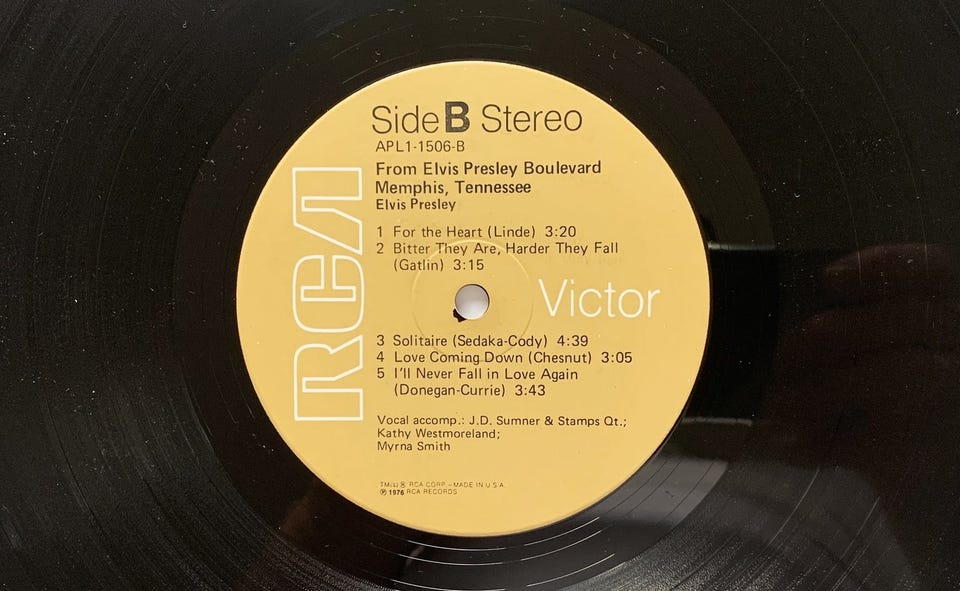 Side B Stereo
APL1-1506-B
From Elvis Presley Boulevard
Memphis, Tennessee
Elvis Presley
1 For the Heart (Linde) 3:20
2 Bitter They Are, Harder They Fall
(Gatlin) 3:15
RCA
Victor
3 Solitaire (Sedaka-Cody) 4:39
4 Love Coming Down (Chesnut) 3:05
5 I'll Never Fall in Love Again
(Donegan-Currie) 3:43
Vocal accomp.: J.D. Sumner & Stamps Qt.;
Kathy Westmoreland;
Myrna Smith
TM(s) ® RCA CORP.–MADE IN U.S.A.
℗ 1976 RCA RECORDS